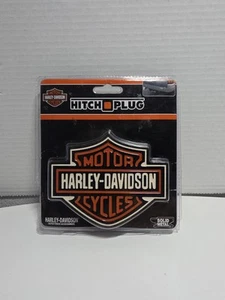 HITCH PLUG
MOTOR
HARLEY-DAVIDSON
CYCLES
HARLEY-DAVIDSON
SOLID
METAL